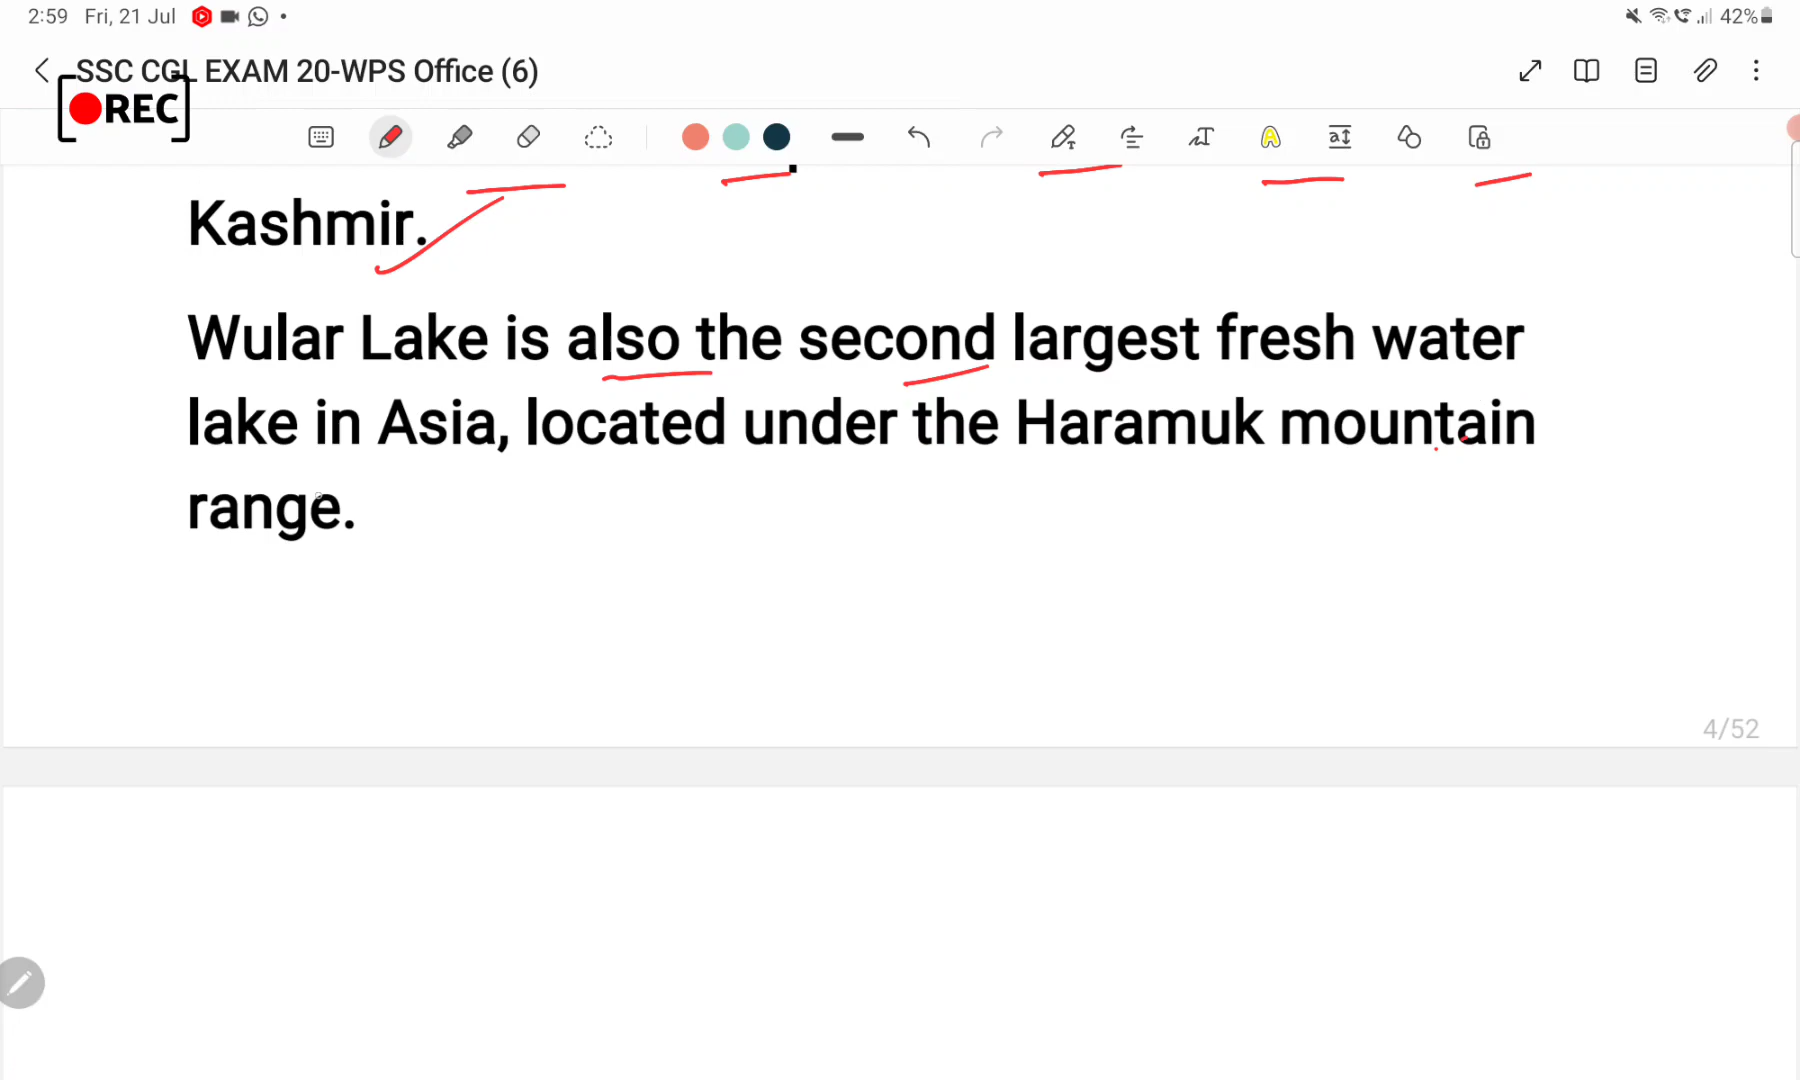 2:59 Fri, 21 Jul 42%
SSC CGL EXAM 20-WPS Office (6)
REC
Kashmir.
Wular Lake is also the second largest fresh water
lake in Asia, located under the Haramuk mountain
range.
4/52